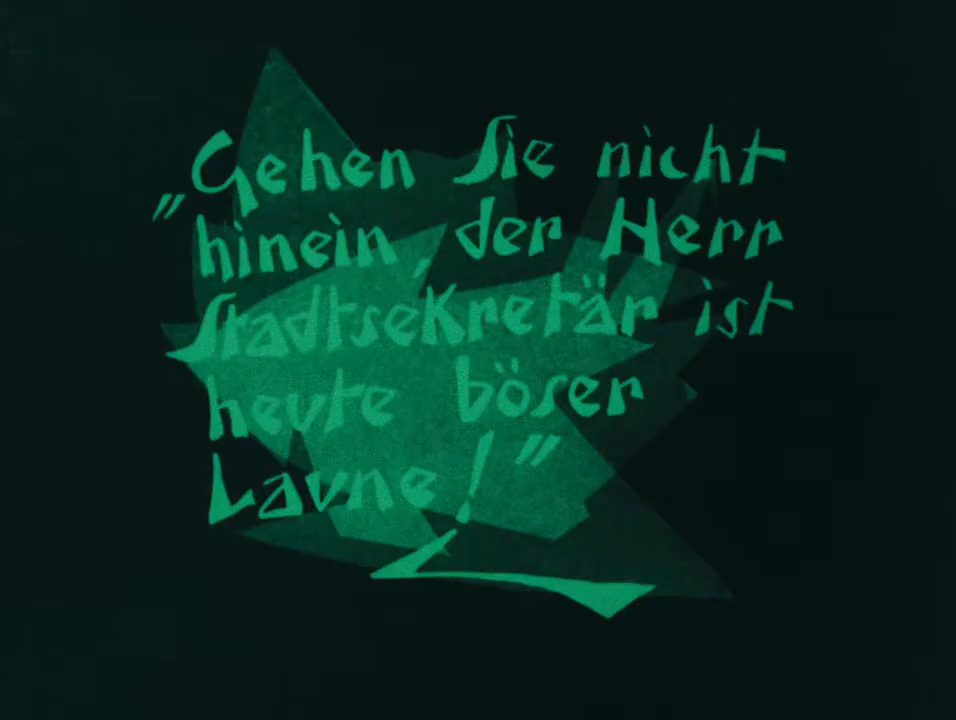 „Gehen Sie nicht
hinein, der Herr
Stadtsekretär ist
heute böser
Laune!”